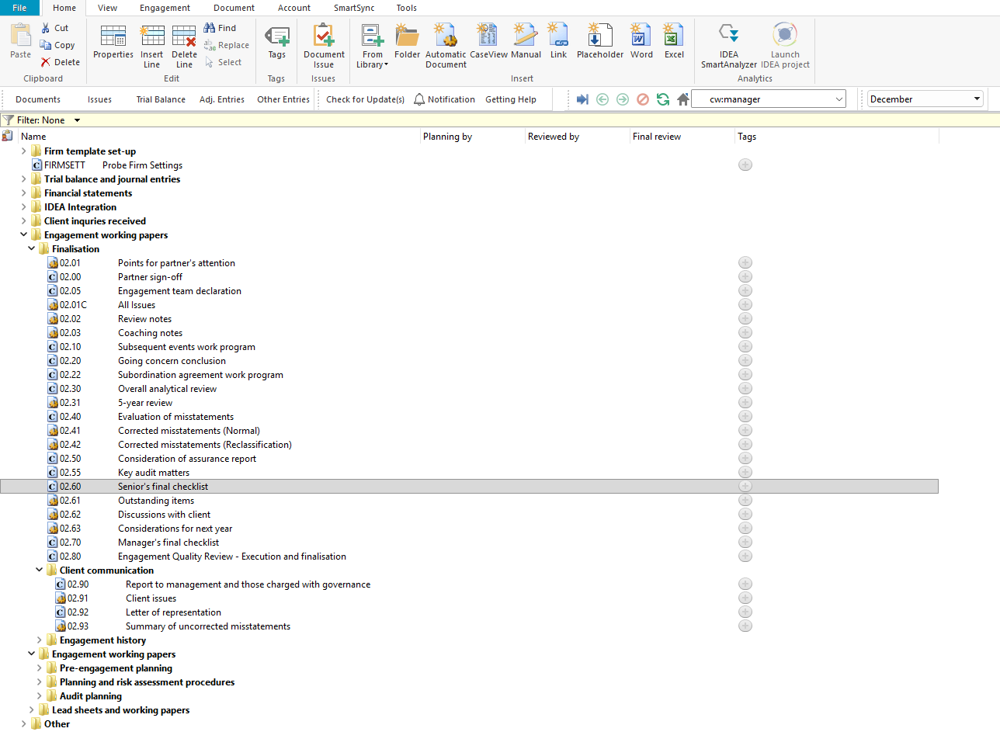 File Home View Engagement Document Account SmartSync Tools
Paste Cut Copy Delete
Clipboard
Properties Insert Line Delete Line Find Replace Select
Edit
Tags
Tags
Document Issue
Issues
From Library Folder Automatic Document CaseView Manual Link Placeholder Word Excel
Insert
IDEA SmartAnalyzer Launch IDEA project
Analytics
Documents Issues Trial Balance Adj. Entries Other Entries Check for Update(s) Notification Getting Help cw:manager December
Filter: None
Name Planning by Reviewed by Final review Tags
Firm template set-up
FIRMSETT Probe Firm Settings
Trial balance and journal entries
Financial statements
IDEA Integration
Client inquries received
Engagement working papers
Finalisation
02.01 Points for partner's attention
02.00 Partner sign-off
02.05 Engagement team declaration
02.01C All Issues
02.02 Review notes
02.03 Coaching notes
02.10 Subsequent events work program
02.20 Going concern conclusion
02.22 Subordination agreement work program
02.30 Overall analytical review
02.31 5-year review
02.40 Evaluation of misstatements
02.41 Corrected misstatements (Normal)
02.42 Corrected misstatements (Reclassification)
02.50 Consideration of assurance report
02.55 Key audit matters
02.60 Senior's final checklist
02.61 Outstanding items
02.62 Discussions with client
02.63 Considerations for next year
02.70 Manager's final checklist
02.80 Engagement Quality Review - Execution and finalisation
Client communication
02.90 Report to management and those charged with governance
02.91 Client issues
02.92 Letter of representation
02.93 Summary of uncorrected misstatements
Engagement history
Engagement working papers
Pre-engagement planning
Planning and risk assessment procedures
Audit planning
Lead sheets and working papers
Other